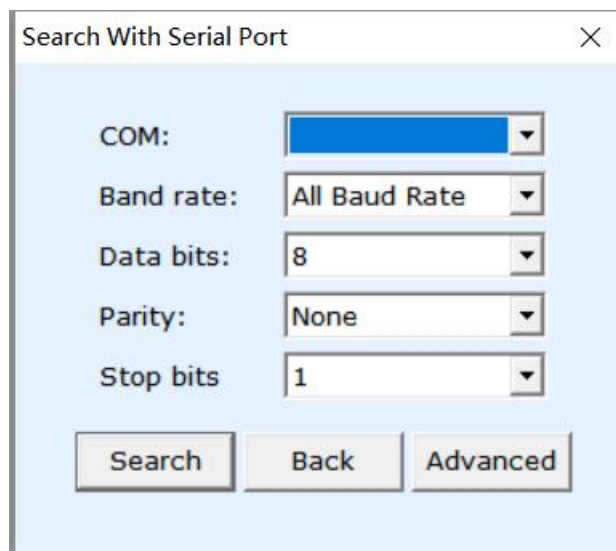 Search With Serial Port
COM:
Band rate: All Baud Rate
Data bits: 8
Parity: None
Stop bits 1
Search Back Advanced